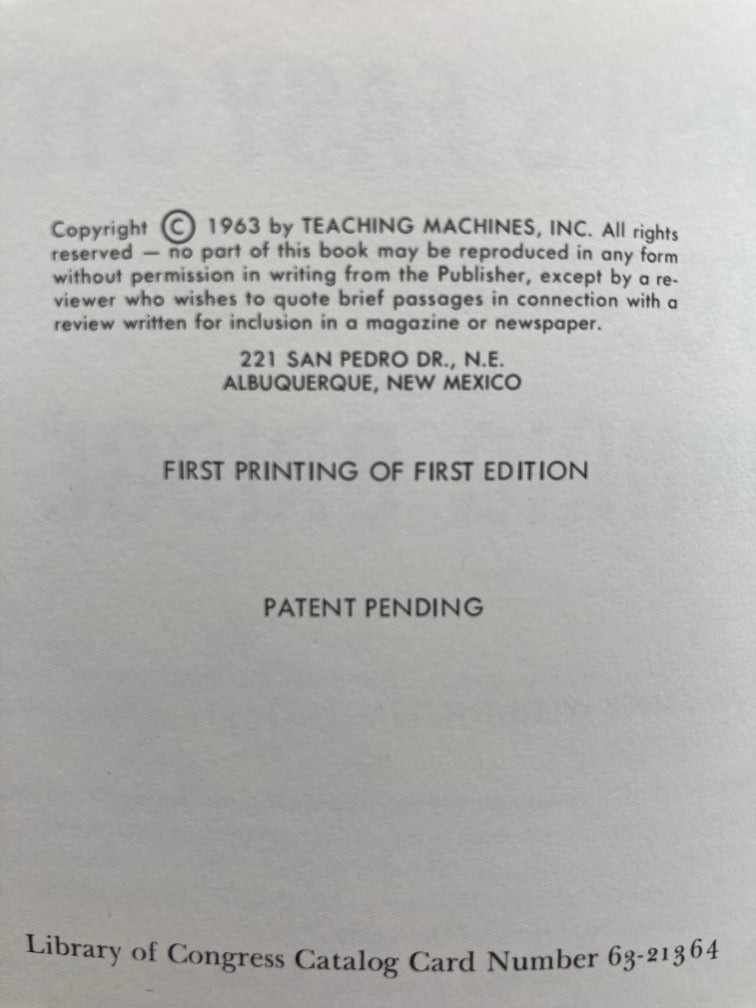 Copyright © 1963 by TEACHING MACHINES, INC. All rights
reserved — no part of this book may be reproduced in any form
without permission in writing from the Publisher, except by a re-
viewer who wishes to quote brief passages in connection with a
review written for inclusion in a magazine or newspaper.
221 SAN PEDRO DR., N.E.
ALBUQUERQUE, NEW MEXICO
FIRST PRINTING OF FIRST EDITION
PATENT PENDING
Library of Congress Catalog Card Number 63-21364